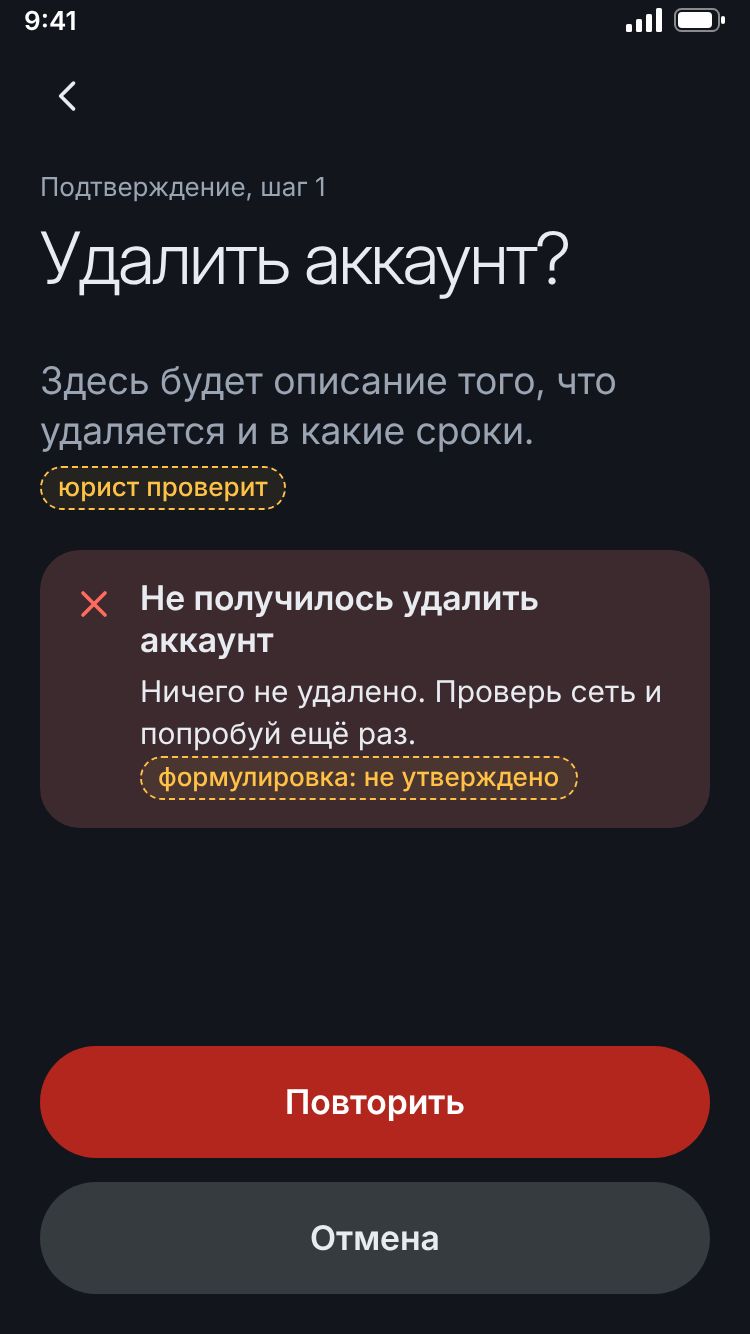 9:41
Подтверждение, шаг 1
Удалить аккаунт?
Здесь будет описание того, что
удаляется и в какие сроки.
юрист проверит
Не получилось удалить
аккаунт
Ничего не удалено. Проверь сеть и
попробуй ещё раз.
формулировка: не утверждено
Повторить
Отмена